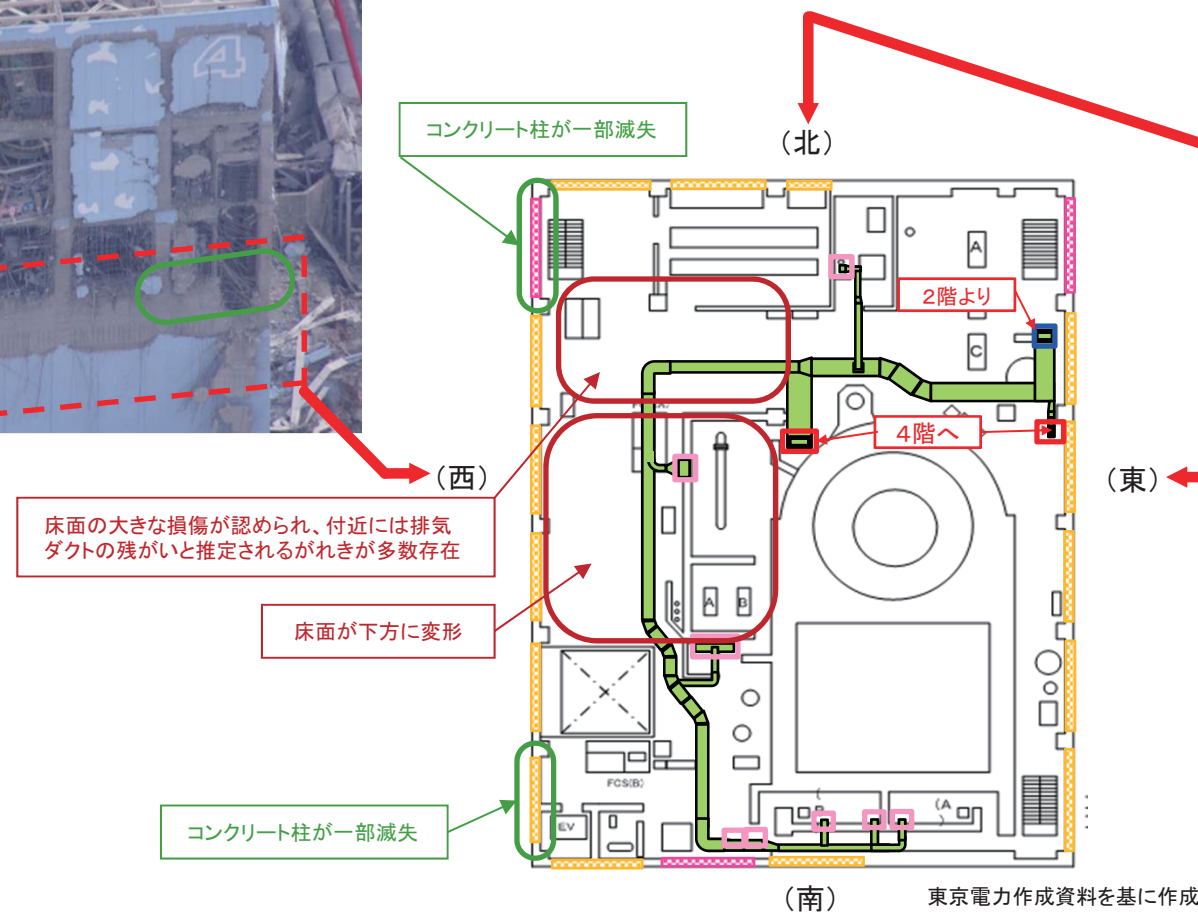 4
コンクリート柱が一部滅失
(北)
A
2階より
C
4階へ
(西)
(東)
床面の大きな損傷が認められ、付近には排気
ダクトの残がいと推定されるがれきが多数存在
A
B
床面が下方に変形
FCS(B)
(A
)
EV
コンクリート柱が一部滅失
(南)
東京電力作成資料を基に作成